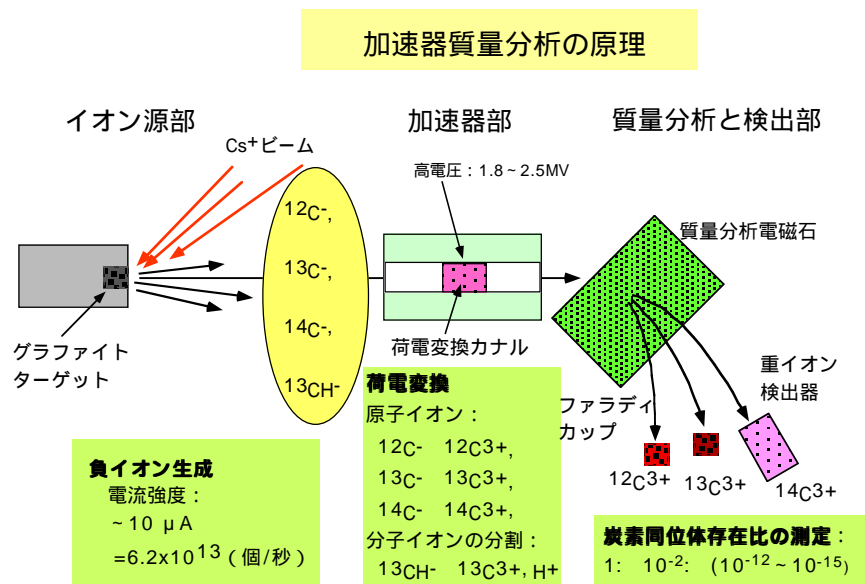 加速器質量分析の原理
イオン源部
加速器部
質量分析と検出部
Cs⁺ビーム
高電圧：1.8～2.5MV
12C-,
13C-,
14C-,
13CH-
質量分析電磁石
グラファイト
ターゲット
荷電変換カナル
重イオン
検出器
ファラデイ
カップ
12C3+
13C3+
14C3+
負イオン生成
電流強度：
～10 μA
=6.2x10¹³（個/秒）
荷電変換
原子イオン：
12C- 12C3+,
13C- 13C3+,
14C- 14C3+,
分子イオンの分割：
13CH- 13C3+, H+
炭素同位体存在比の測定：
1: 10⁻²: (10⁻¹²～10⁻¹⁵)